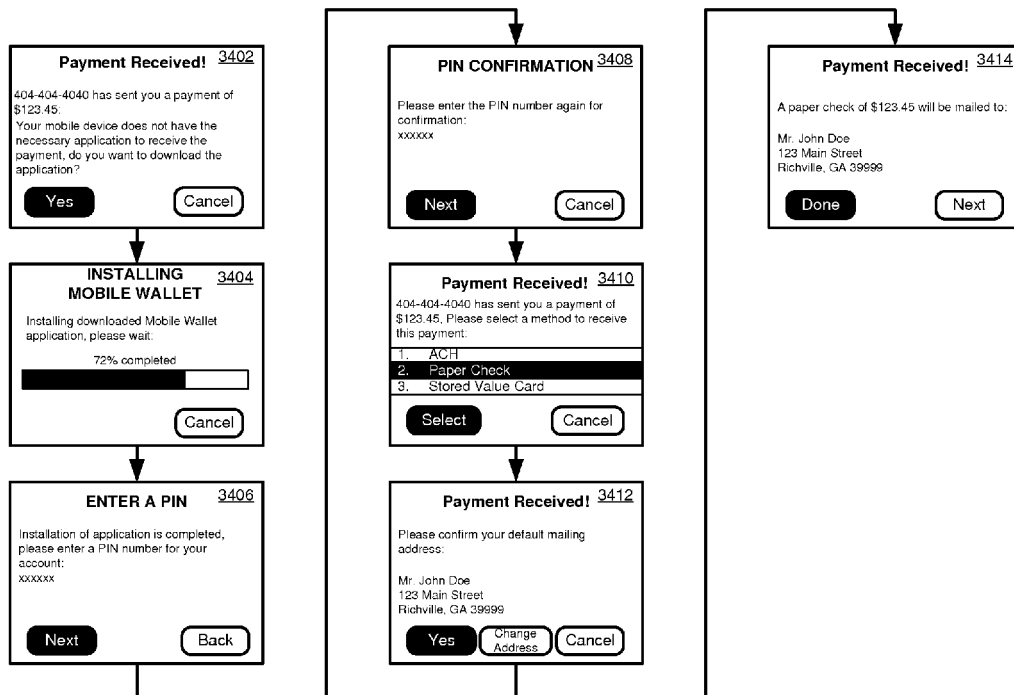 Payment Received! 3402
404-404-4040 has sent you a payment of
$123.45:
Your mobile device does not have the
necessary application to receive the
payment, do you want to download the
application?
Yes Cancel
INSTALLING 3404
MOBILE WALLET
Installing downloaded Mobile Wallet
application, please wait:
72% completed
Cancel
ENTER A PIN 3406
Installation of application is completed,
please enter a PIN number for your
account:
xxxxxx
Next Back
PIN CONFIRMATION 3408
Please enter the PIN number again for
confirmation:
xxxxxx
Next Cancel
Payment Received! 3410
404-404-4040 has sent you a payment of
$123.45, Please select a method to receive
this payment:
1. ACH
2. Paper Check
3. Stored Value Card
Select Cancel
Payment Received! 3412
Please confirm your default mailing
address:
Mr. John Doe
123 Main Street
Richville, GA 39999
Yes Change Address Cancel
Payment Received! 3414
A paper check of $123.45 will be mailed to:
Mr. John Doe
123 Main Street
Richville, GA 39999
Done Next